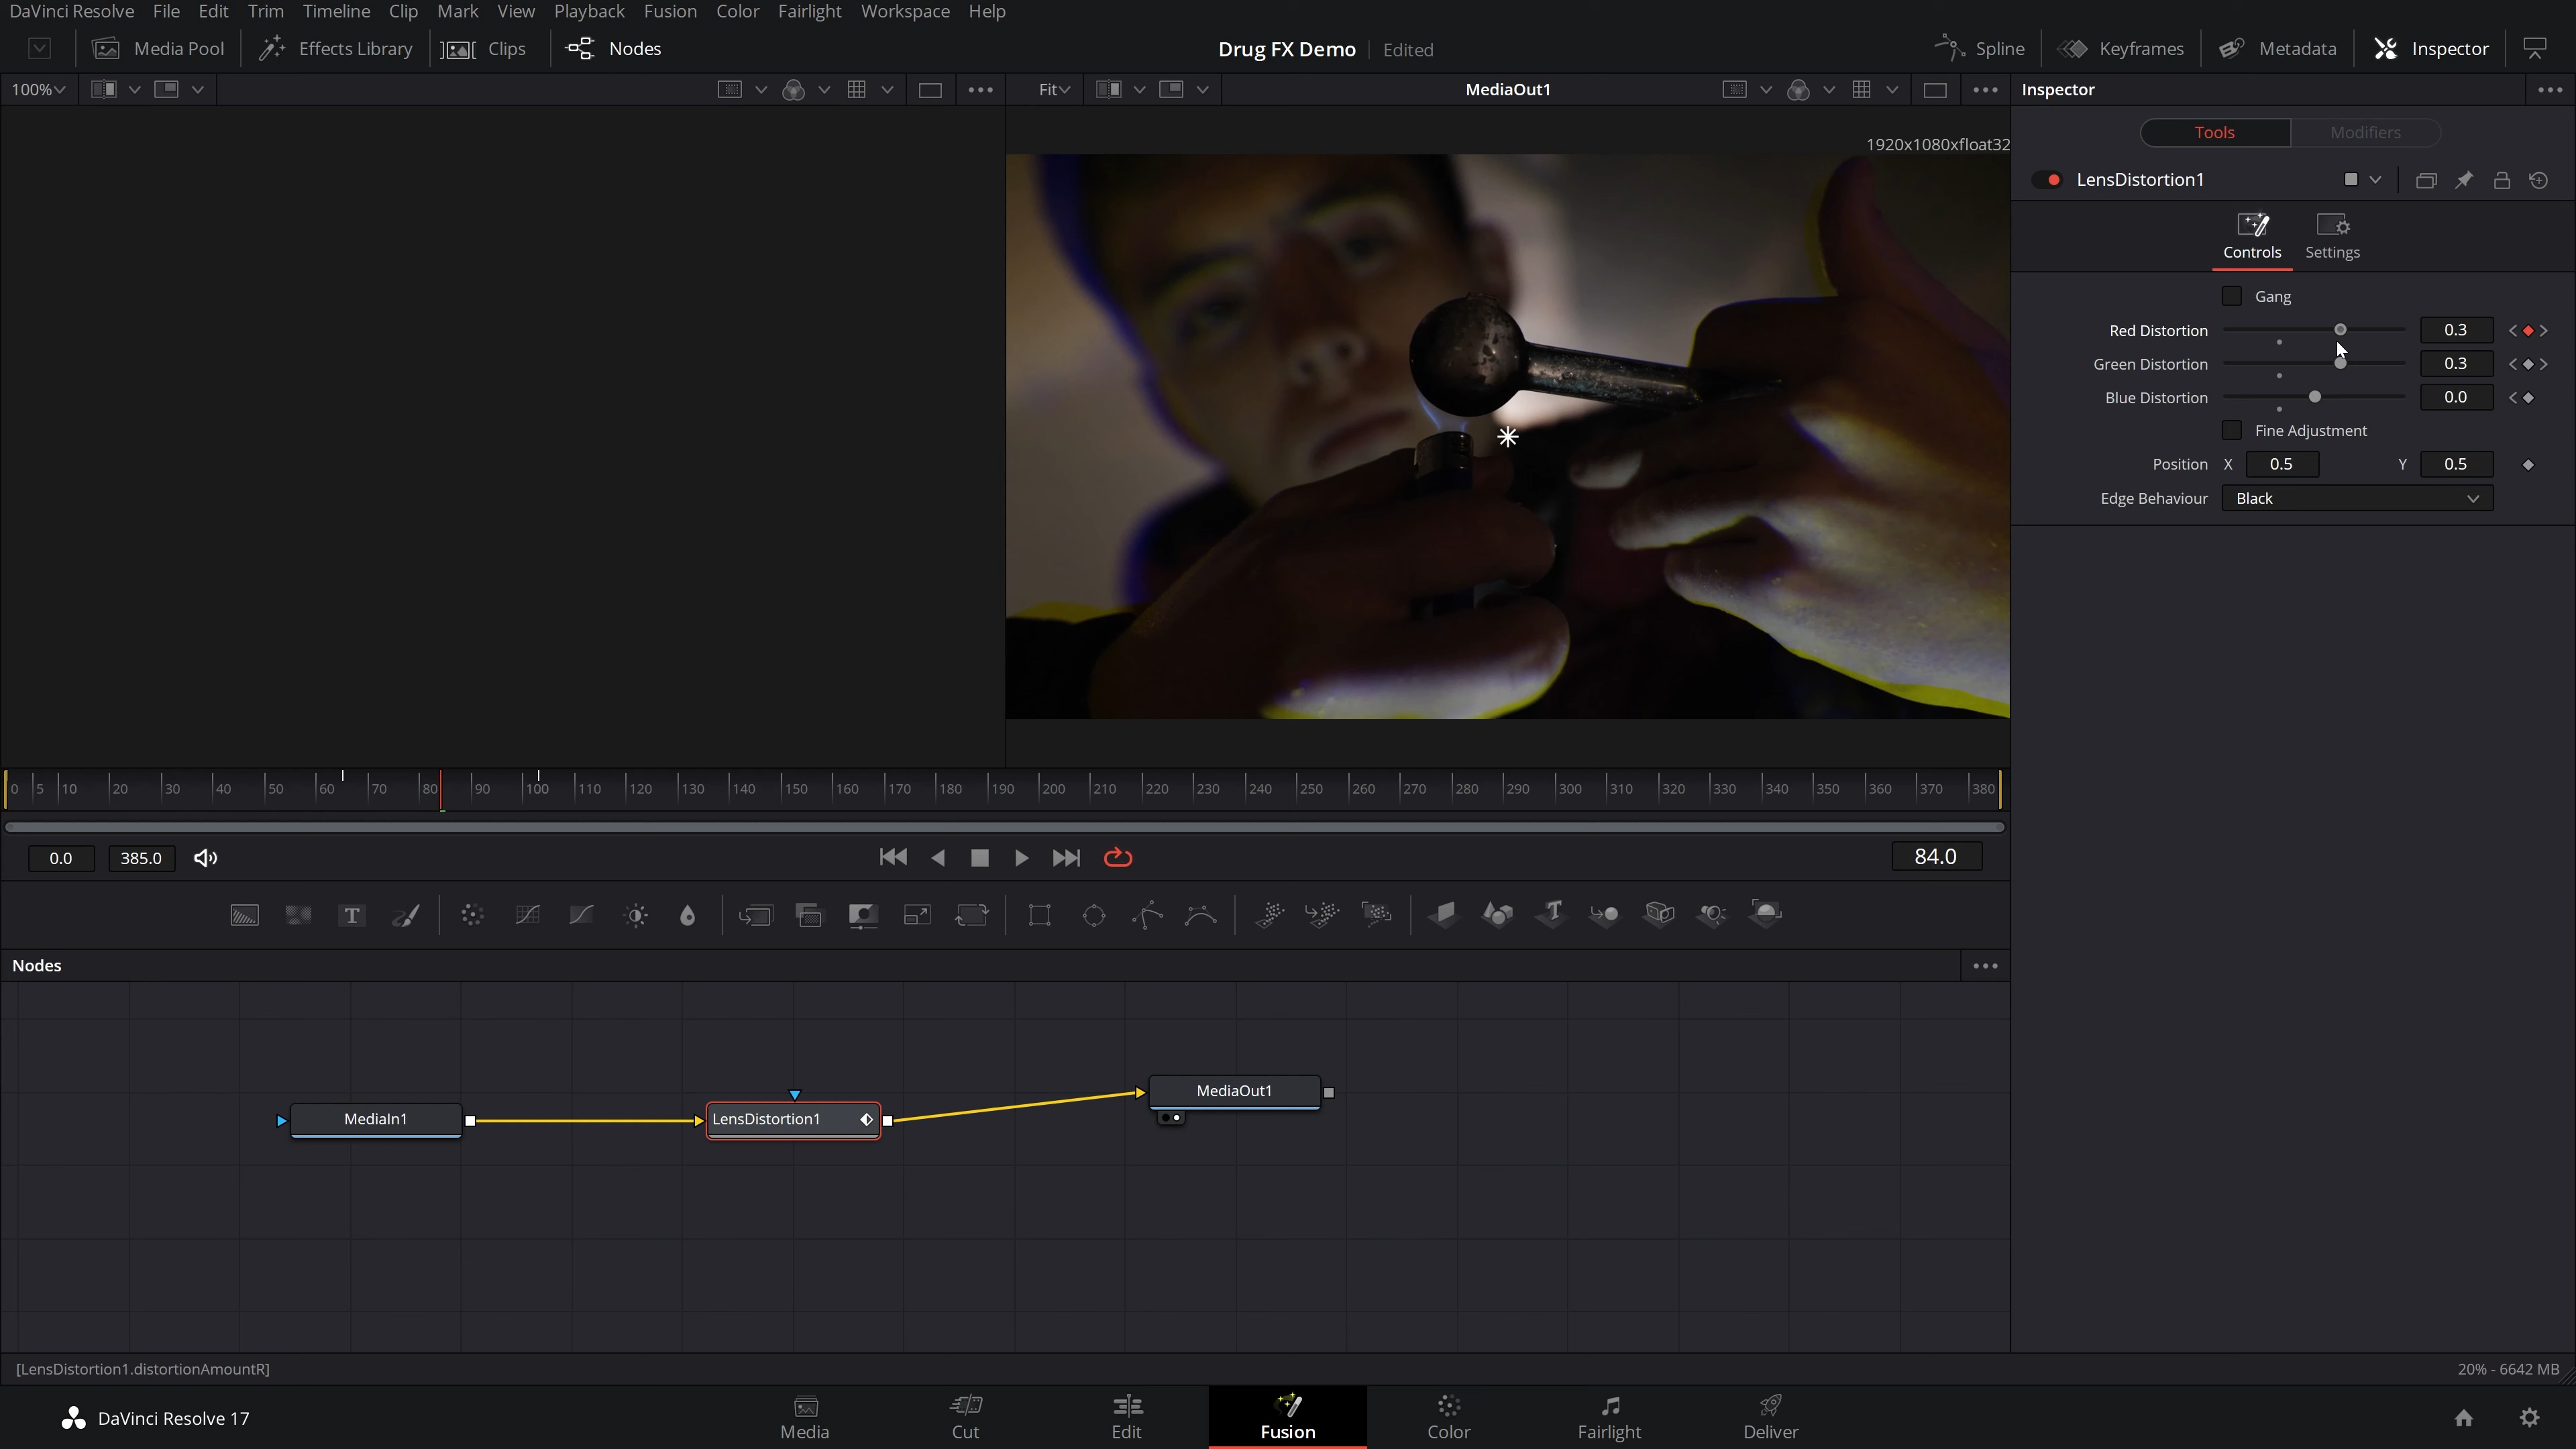 DaVinci Resolve File Edit Trim Timeline Clip Mark View Playback Fusion Color Fairlight Workspace Help
Media Pool Effects Library Clips Nodes Drug FX Demo Edited Spline Keyframes Metadata Inspector
100% Fit MediaOut1 Inspector
1920x1080xfloat32
Tools Modifiers
LensDistortion1
Controls Settings
Gang
Red Distortion 0.3
Green Distortion 0.3
Blue Distortion 0.0
Fine Adjustment
Position X 0.5 Y 0.5
Edge Behaviour Black
0 5 10 20 30 40 50 60 70 80 90 100 110 120 130 140 150 160 170 180 190 200 210 220 230 240 250 260 270 280 290 300 310 320 330 340 350 360 370 380
0.0 385.0 84.0
T
Nodes
MediaIn1 LensDistortion1 MediaOut1
[LensDistortion1.distortionAmountR] 20% - 6642 MB
DaVinci Resolve 17 Media Cut Edit Fusion Color Fairlight Deliver